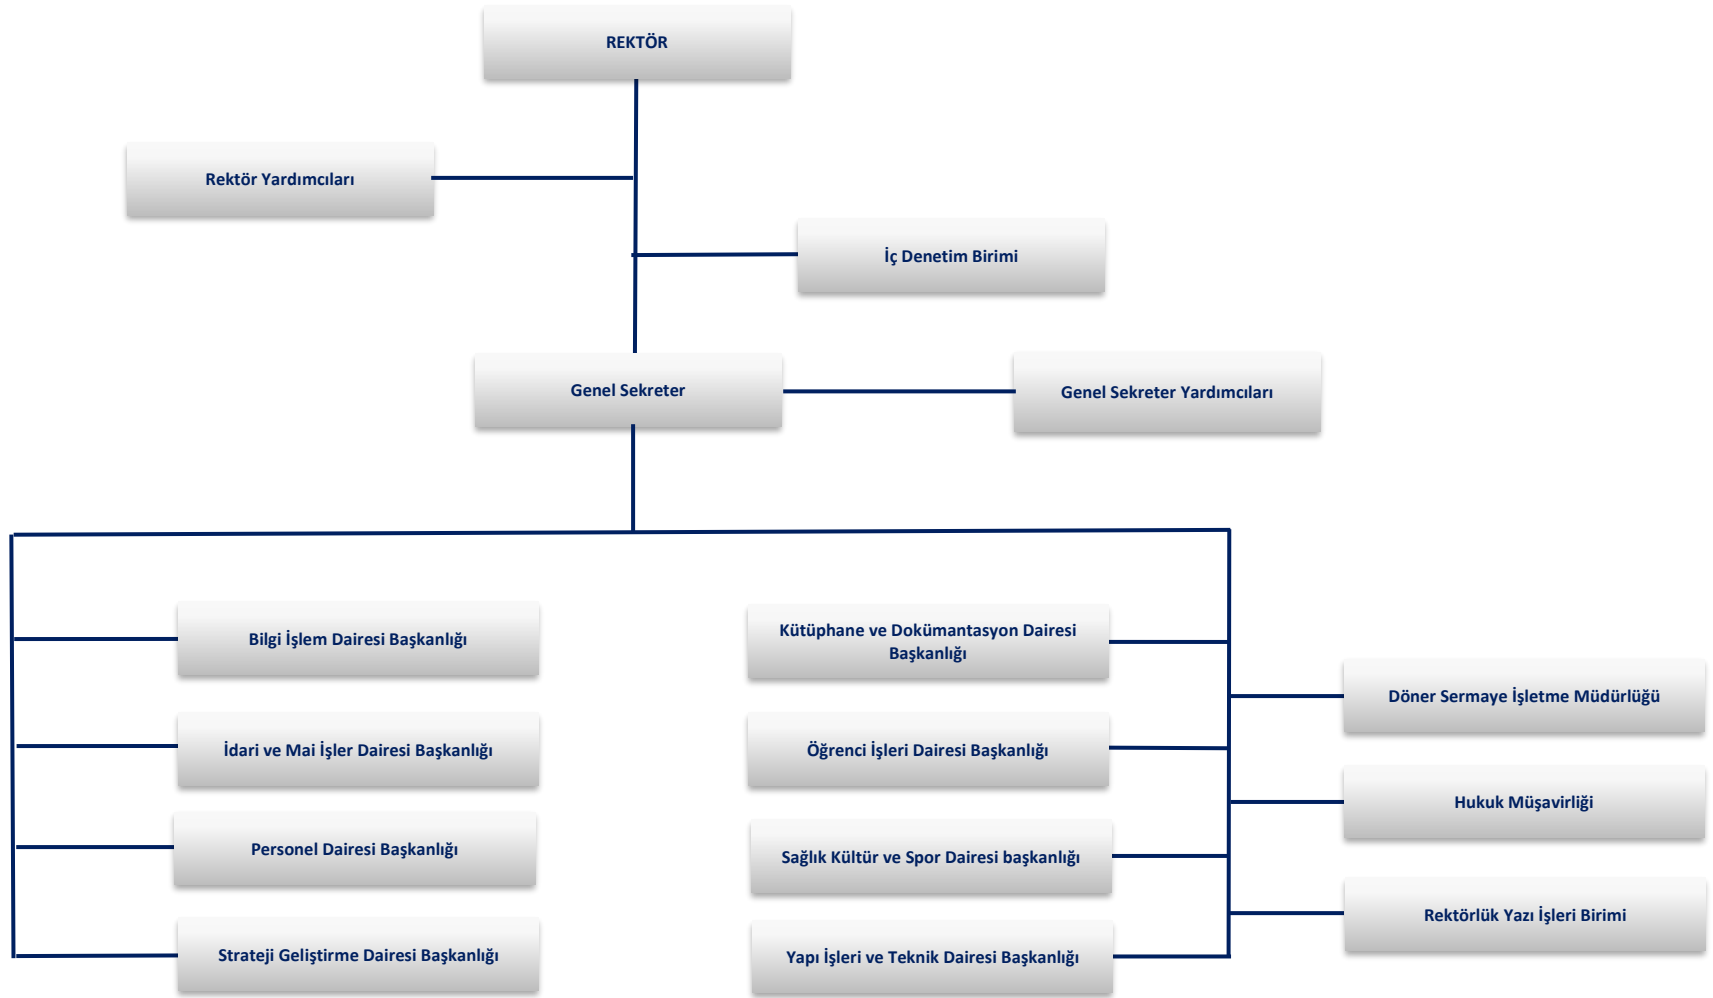 REKTÖR
Rektör Yardımcıları
İç Denetim Birimi
Genel Sekreter
Genel Sekreter Yardımcıları
Bilgi İşlem Dairesi Başkanlığı
İdari ve Mai İşler Dairesi Başkanlığı
Personel Dairesi Başkanlığı
Strateji Geliştirme Dairesi Başkanlığı
Kütüphane ve Dokümantasyon Dairesi
Başkanlığı
Öğrenci İşleri Dairesi Başkanlığı
Sağlık Kültür ve Spor Dairesi başkanlığı
Yapı İşleri ve Teknik Dairesi Başkanlığı
Döner Sermaye İşletme Müdürlüğü
Hukuk Müşavirliği
Rektörlük Yazı İşleri Birimi